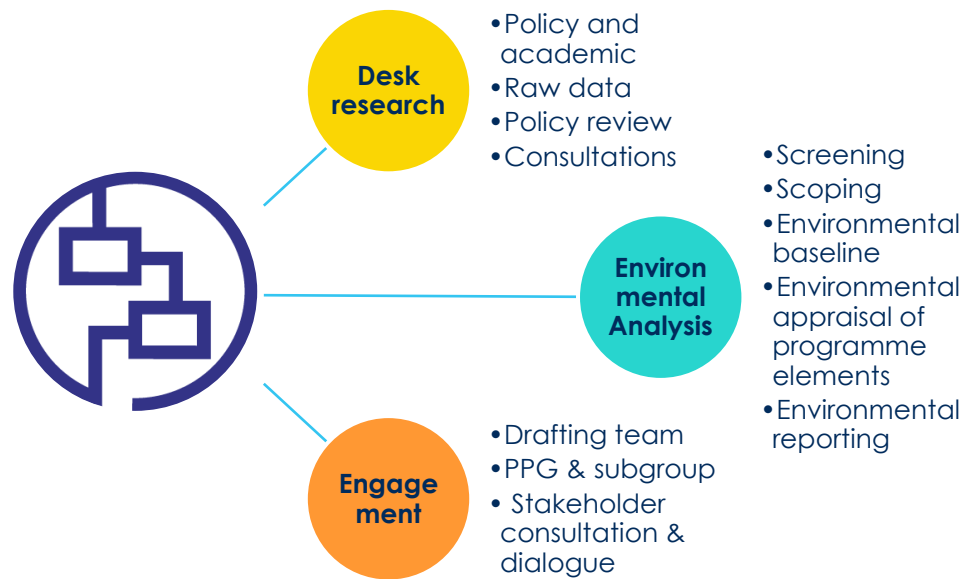 Desk
research
•Policy and
academic
•Raw data
•Policy review
•Consultations
Environ
mental
Analysis
•Screening
•Scoping
•Environmental
baseline
•Environmental
appraisal of
programme
elements
•Environmental
reporting
Engage
ment
•Drafting team
•PPG & subgroup
• Stakeholder
consultation &
dialogue